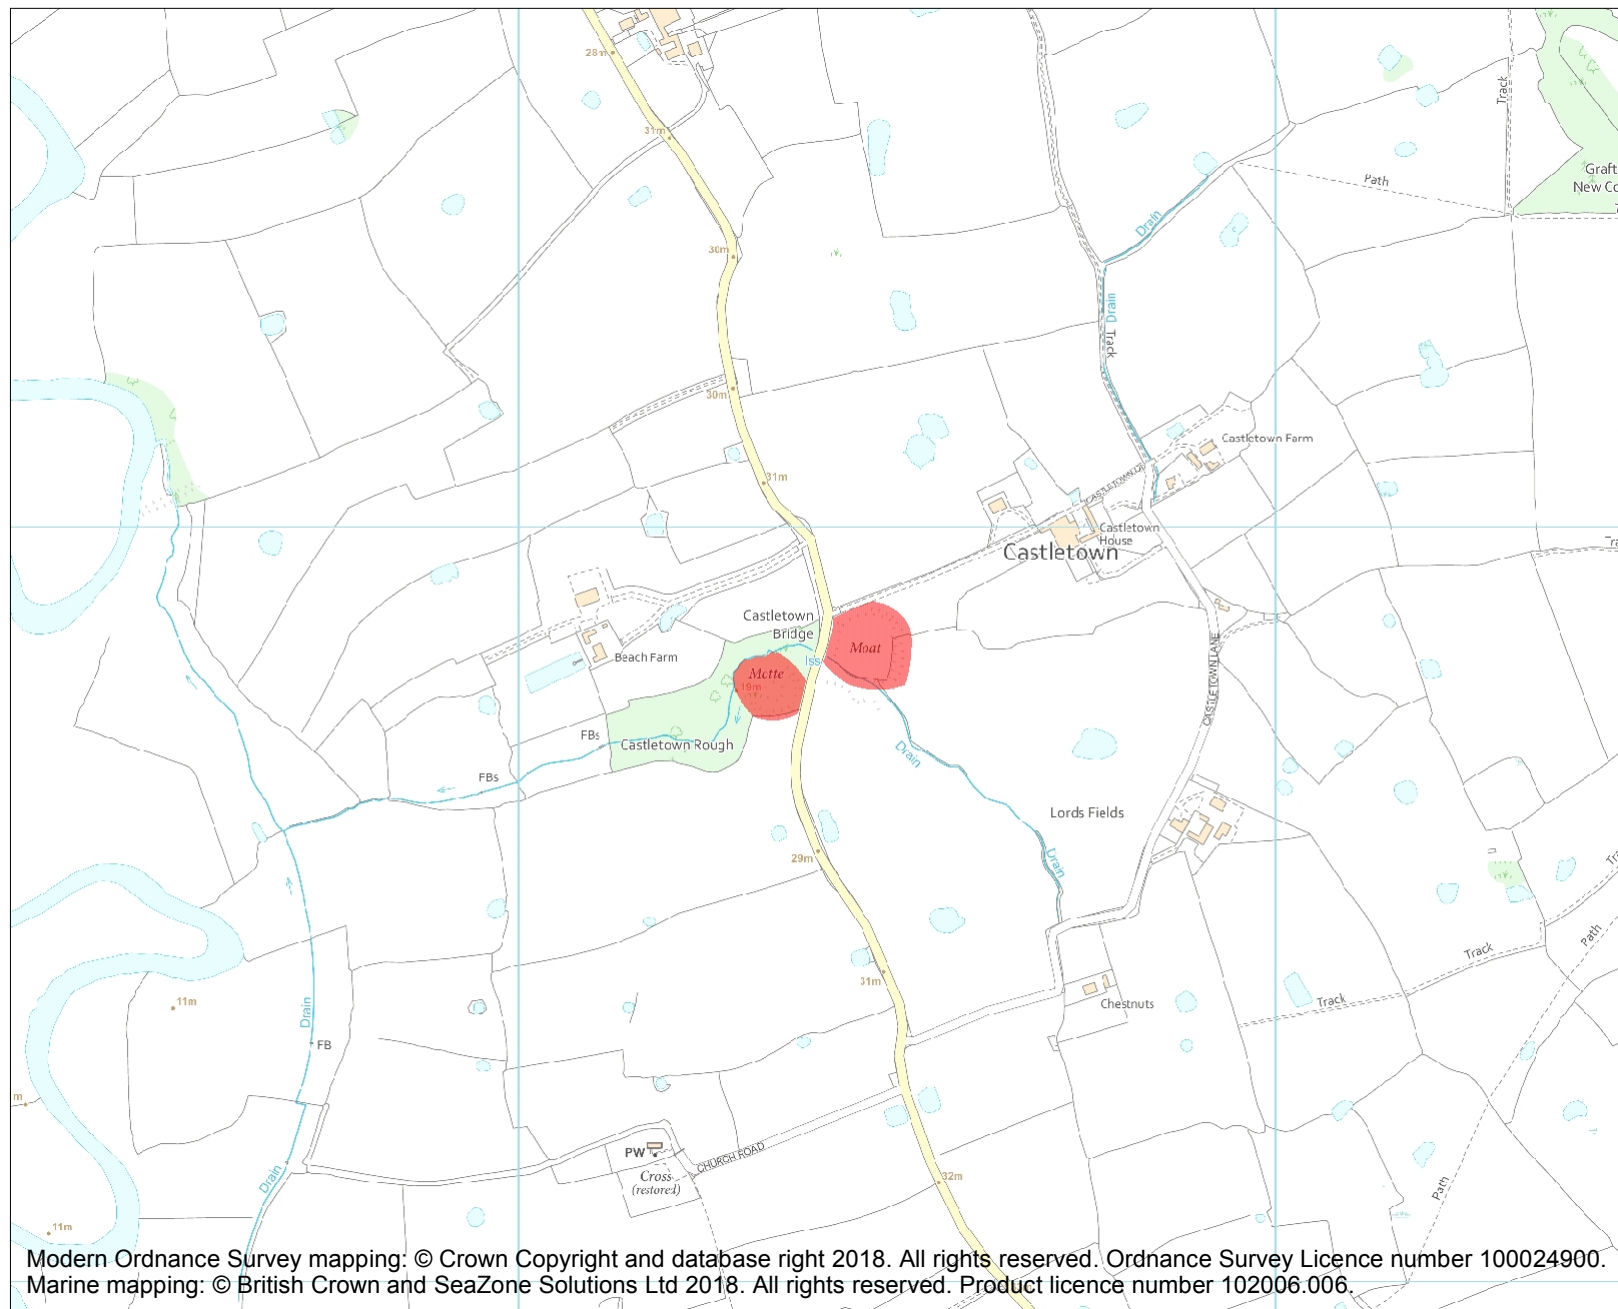 28m
31m
Track
Path
Graft
New Co
Drain
30m
Drain
Track
30m
Castletown Farm
31m
CASTLETOWN LA
Castletown
House
Castletown
Castletown
Bridge
Iss
Moat
Beach Farm
Motte
19m
CASTLETOWN LANE
FBs
Castletown Rough
Drain
FBs
Lords Fields
29m
Drain
Path
Track
31m
Track
Chestnuts
11m
Drain
FB
m
PW
CHURCH ROAD
Cross
(restored)
Drain
32m
Path
11m
Modern Ordnance Survey mapping: © Crown Copyright and database right 2018. All rights reserved. Ordnance Survey Licence number 100024900.
Marine mapping: © British Crown and SeaZone Solutions Ltd 2018. All rights reserved. Product licence number 102006.006.